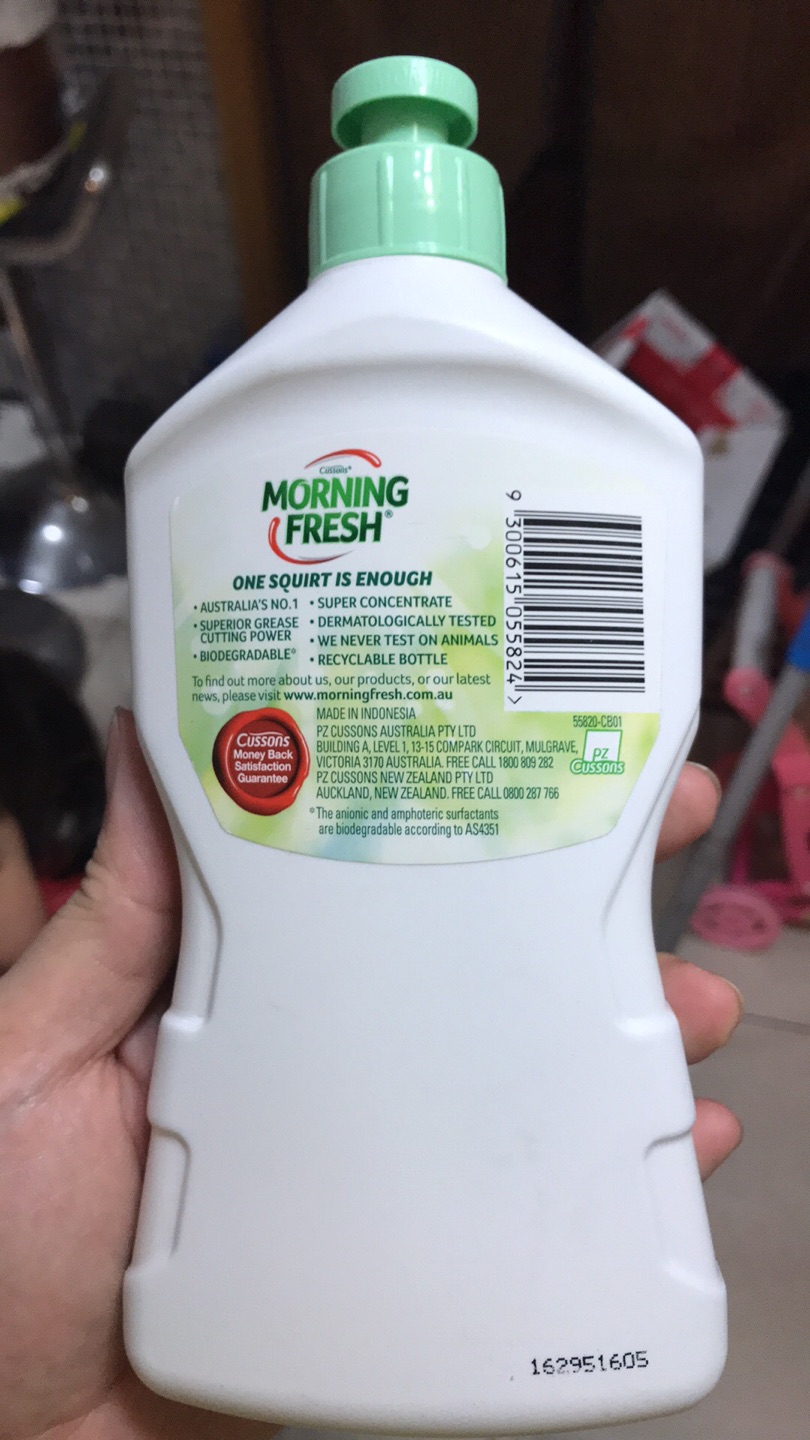 Cussons
MORNING
FRESH®
ONE SQUIRT IS ENOUGH
• AUSTRALIA'S NO.1
• SUPERIOR GREASE
CUTTING POWER
• BIODEGRADABLE°
• SUPER CONCENTRATE
• DERMATOLOGICALLY TESTED
• WE NEVER TEST ON ANIMALS
• RECYCLABLE BOTTLE
To find out more about us, our products, or our latest
news, please visit www.morningfresh.com.au
9 300615 055824 >
Cussons
Money Back
Satisfaction
Guarantee
MADE IN INDONESIA
PZ CUSSONS AUSTRALIA PTY LTD
BUILDING A, LEVEL 1, 13-15 COMPARK CIRCUIT, MULGRAVE,
VICTORIA 3170 AUSTRALIA. FREE CALL 1800 809 282
PZ CUSSONS NEW ZEALAND PTY LTD
AUCKLAND, NEW ZEALAND. FREE CALL 0800 287 766
55820-CB01
PZ
Cussons
°The anionic and amphoteric surfactants
are biodegradable according to AS4351
162951605